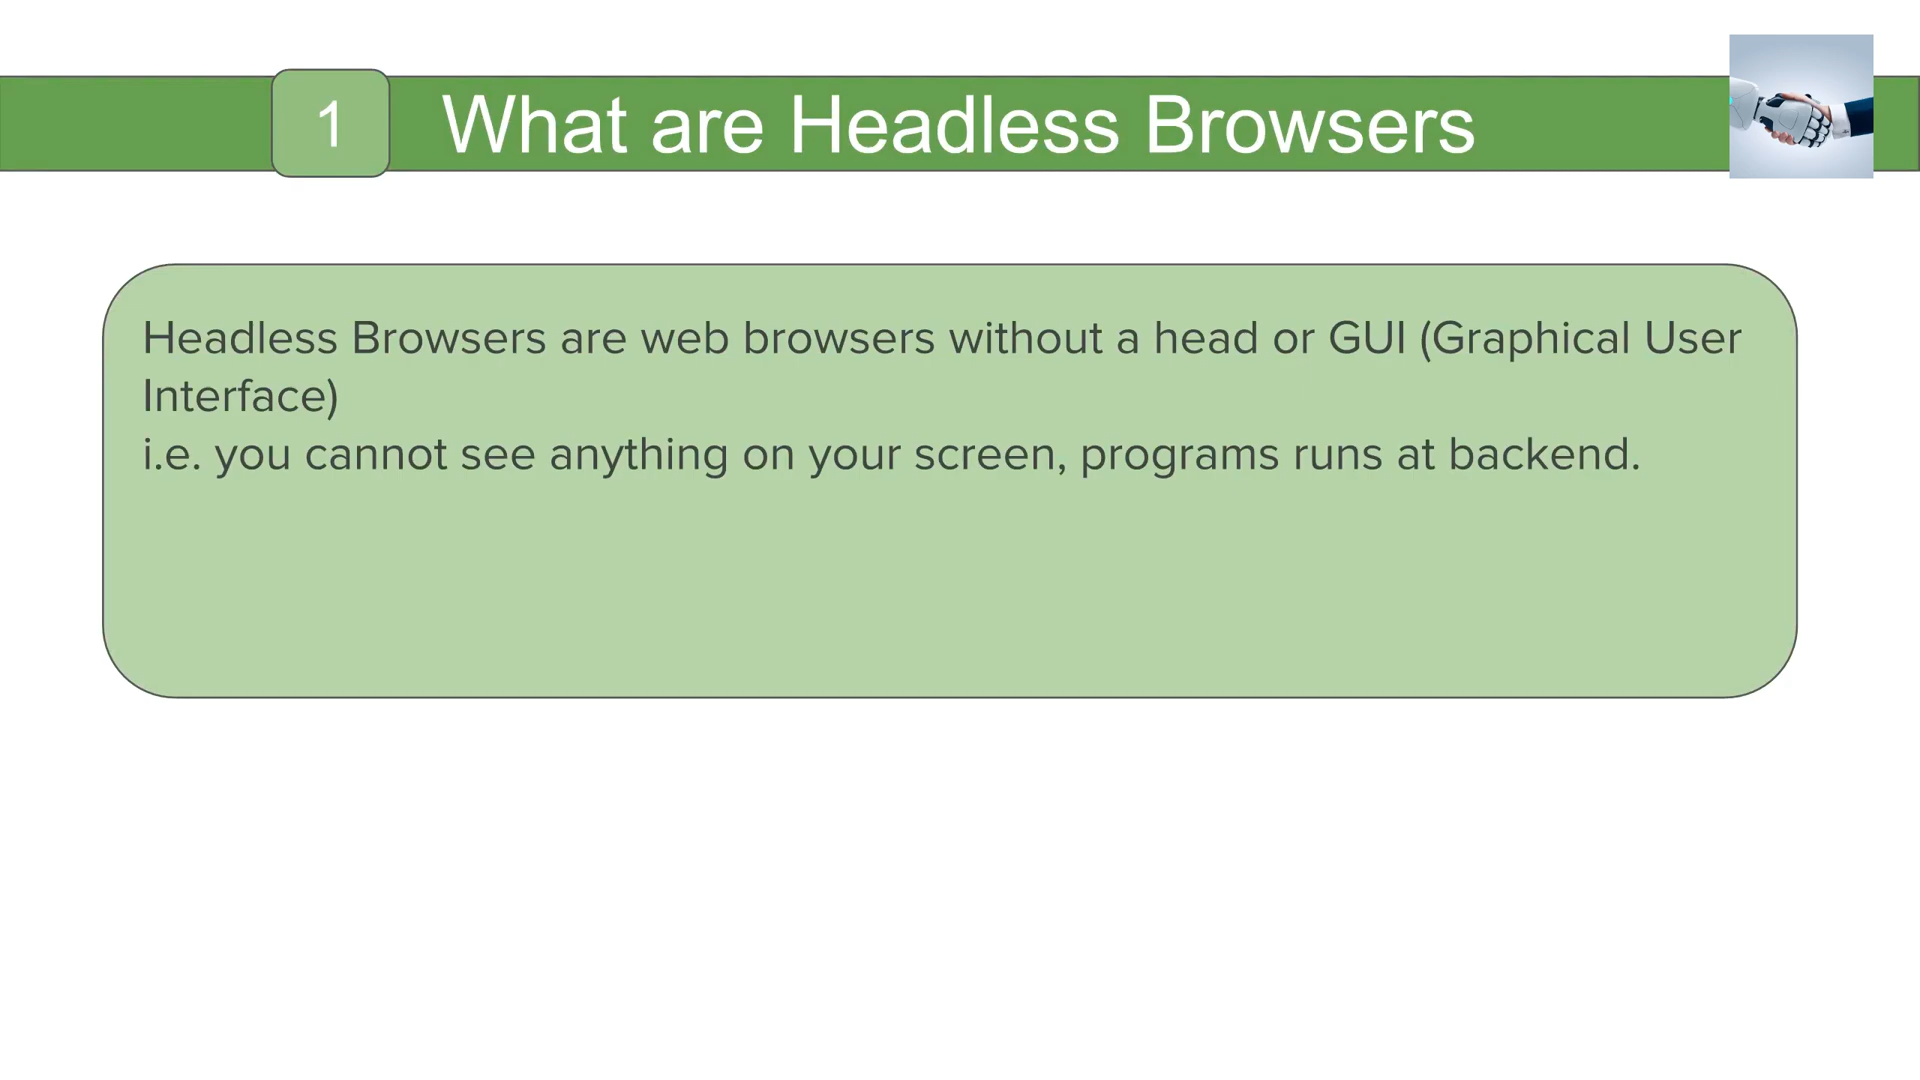 1
What are Headless Browsers
Headless Browsers are web browsers without a head or GUI (Graphical User
Interface)
i.e. you cannot see anything on your screen, programs runs at backend.